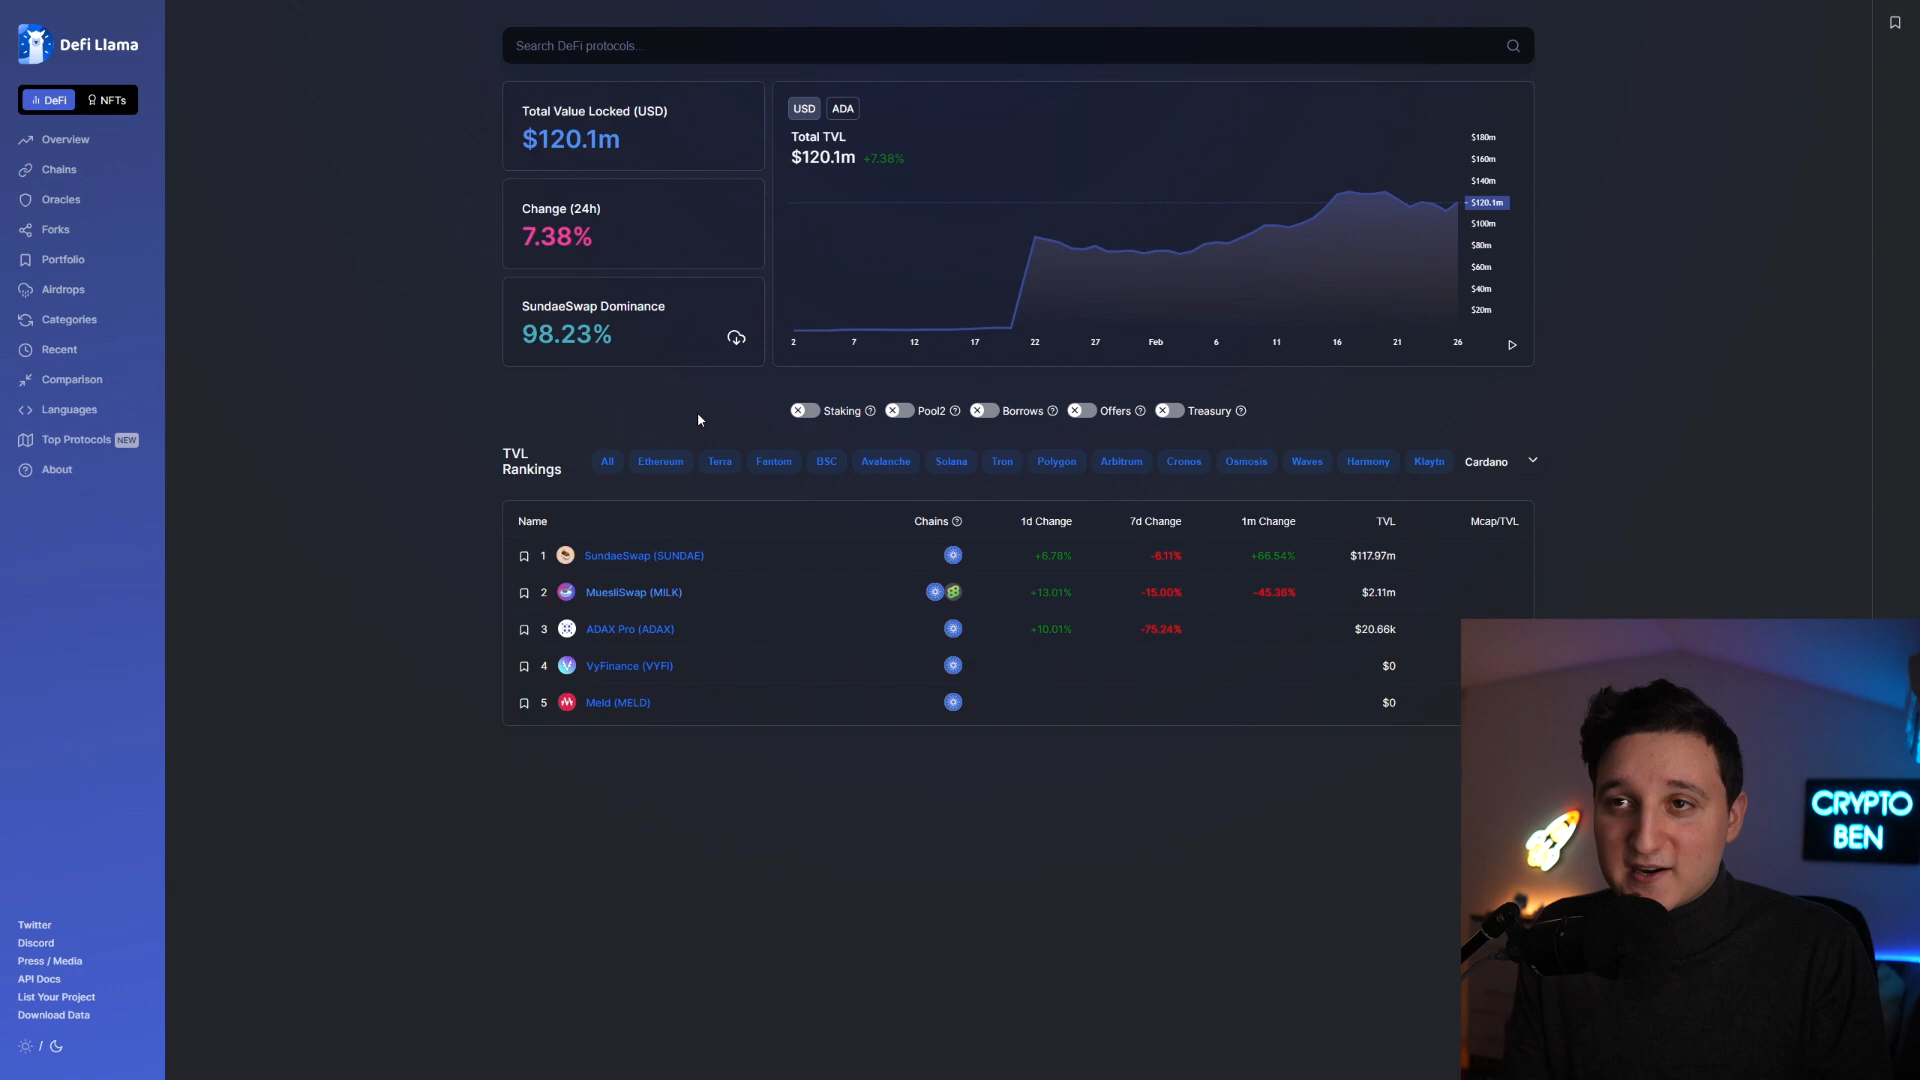 Defi Llama
DeFi NFTs
Overview
Chains
Oracles
Forks
Portfolio
Airdrops
Categories
Recent
Comparison
Languages
Top Protocols NEW
About
Twitter
Discord
Press / Media
API Docs
List Your Project
Download Data
/
Search DeFi protocols...
Total Value Locked (USD)
$120.1m
Change (24h)
7.38%
SundaeSwap Dominance
98.23%
USD ADA
Total TVL
$120.1m +7.38%
$180m
$160m
$140m
$120.1m
$100m
$80m
$60m
$40m
$20m
2 7 12 17 22 27 Feb 6 11 16 21 26
Staking Pool2 Borrows Offers Treasury
TVL
Rankings
All Ethereum Terra Fantom BSC Avalanche Solana Tron Polygon Arbitrum Cronos Osmosis Waves Harmony Klaytn Cardano
Name Chains 1d Change 7d Change 1m Change TVL Mcap/TVL
1 SundaeSwap (SUNDAE) +6.78% -6.11% +66.54% $117.97m
2 MuesliSwap (MILK) +13.01% -15.00% -45.36% $2.11m
3 ADAX Pro (ADAX) +10.01% -75.24% $20.66k
4 VyFinance (VYFI) $0
5 Meld (MELD) $0
CRYPTO
BEN